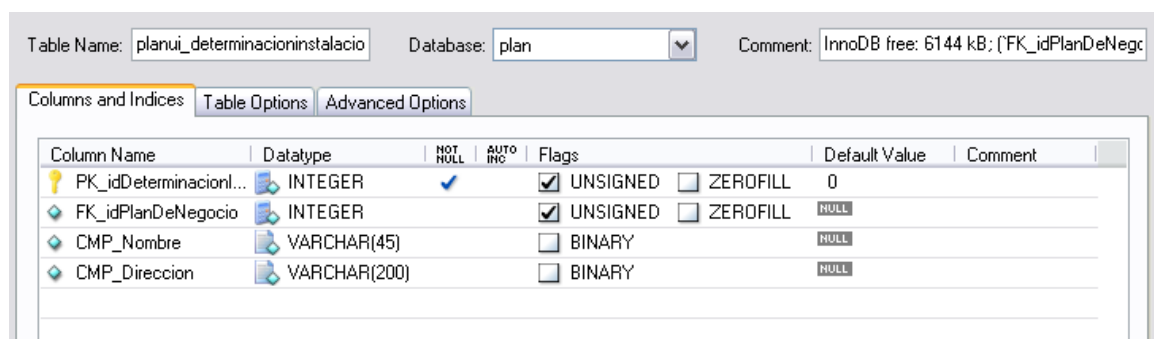 Table Name: planui_determinacioninstalacio Database: plan Comment: InnoDB free: 6144 kB; (`FK_idPlanDeNegc
Columns and Indices Table Options Advanced Options
Column Name Datatype NOT NULL AUTO INC Flags Default Value Comment
PK_idDeterminacionI... INTEGER UNSIGNED ZEROFILL 0
FK_idPlanDeNegocio INTEGER UNSIGNED ZEROFILL NULL
CMP_Nombre VARCHAR(45) BINARY NULL
CMP_Direccion VARCHAR(200) BINARY NULL